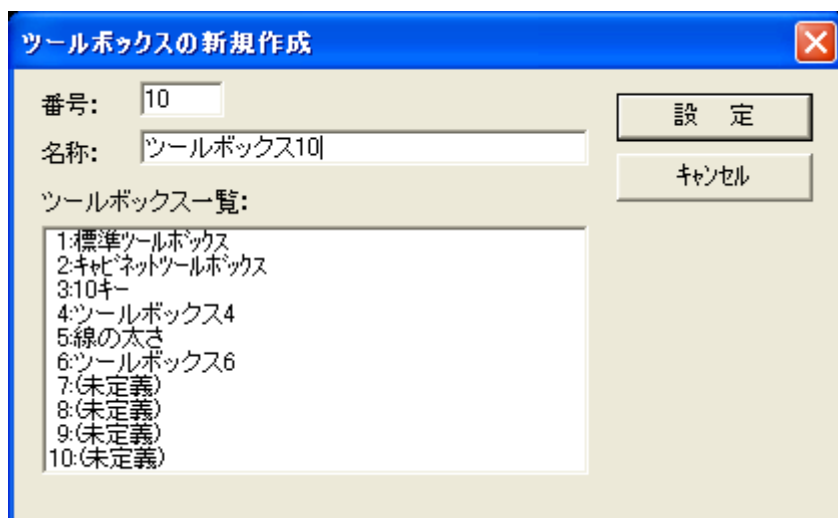 ツールボックスの新規作成
番号: 10
設　定
名称: ツールボックス10
ｷｬﾝｾﾙ
ツールボックス一覧:
1:標準ﾂｰﾙﾎﾞｯｸｽ
2:ｷｬﾋﾞﾈｯﾄﾂｰﾙﾎﾞｯｸｽ
3:10キー
4:ツールボックス4
5:線の太さ
6:ツールボックス6
7:(未定義)
8:(未定義)
9:(未定義)
10:(未定義)